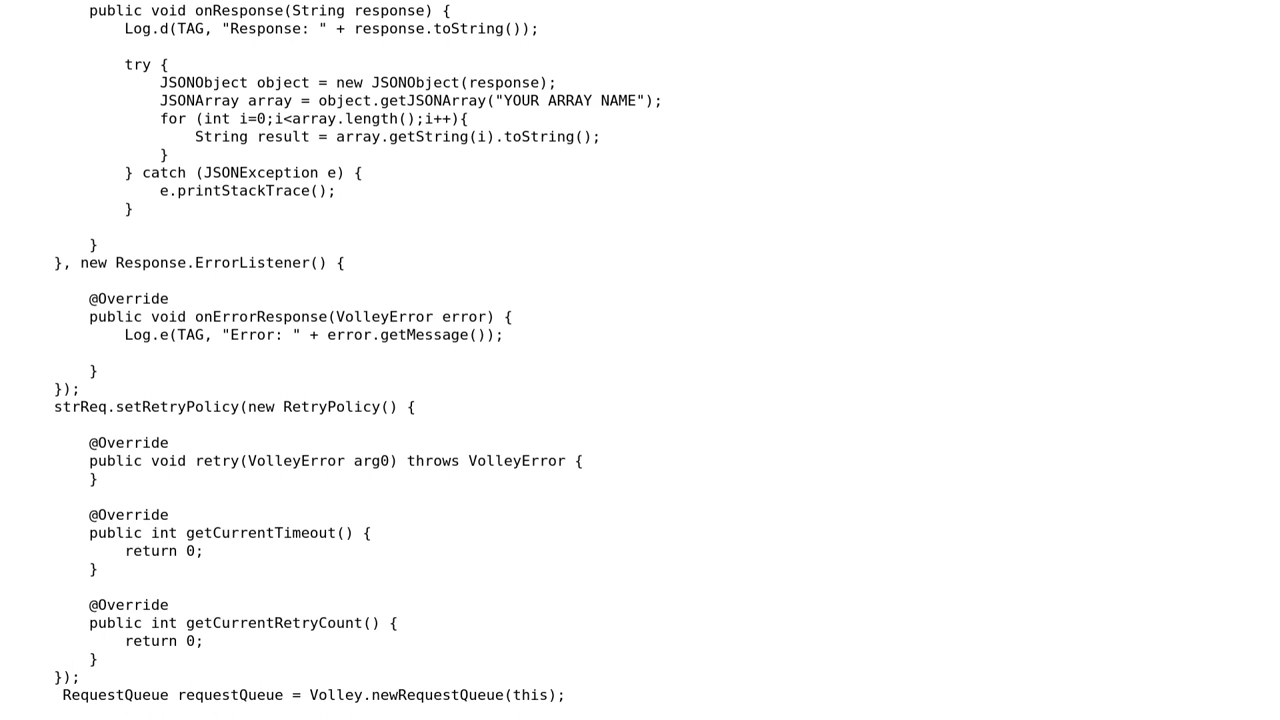 public void onResponse(String response) {
Log.d(TAG, "Response: " + response.toString());
try {
JSONObject object = new JSONObject(response);
JSONArray array = object.getJSONArray("YOUR ARRAY NAME");
for (int i=0;i<array.length();i++){
String result = array.getString(i).toString();
}
} catch (JSONException e) {
e.printStackTrace();
}
}
}, new Response.ErrorListener() {
@Override
public void onErrorResponse(VolleyError error) {
Log.e(TAG, "Error: " + error.getMessage());
}
});
strReq.setRetryPolicy(new RetryPolicy() {
@Override
public void retry(VolleyError arg0) throws VolleyError {
}
@Override
public int getCurrentTimeout() {
return 0;
}
@Override
public int getCurrentRetryCount() {
return 0;
}
});
RequestQueue requestQueue = Volley.newRequestQueue(this);